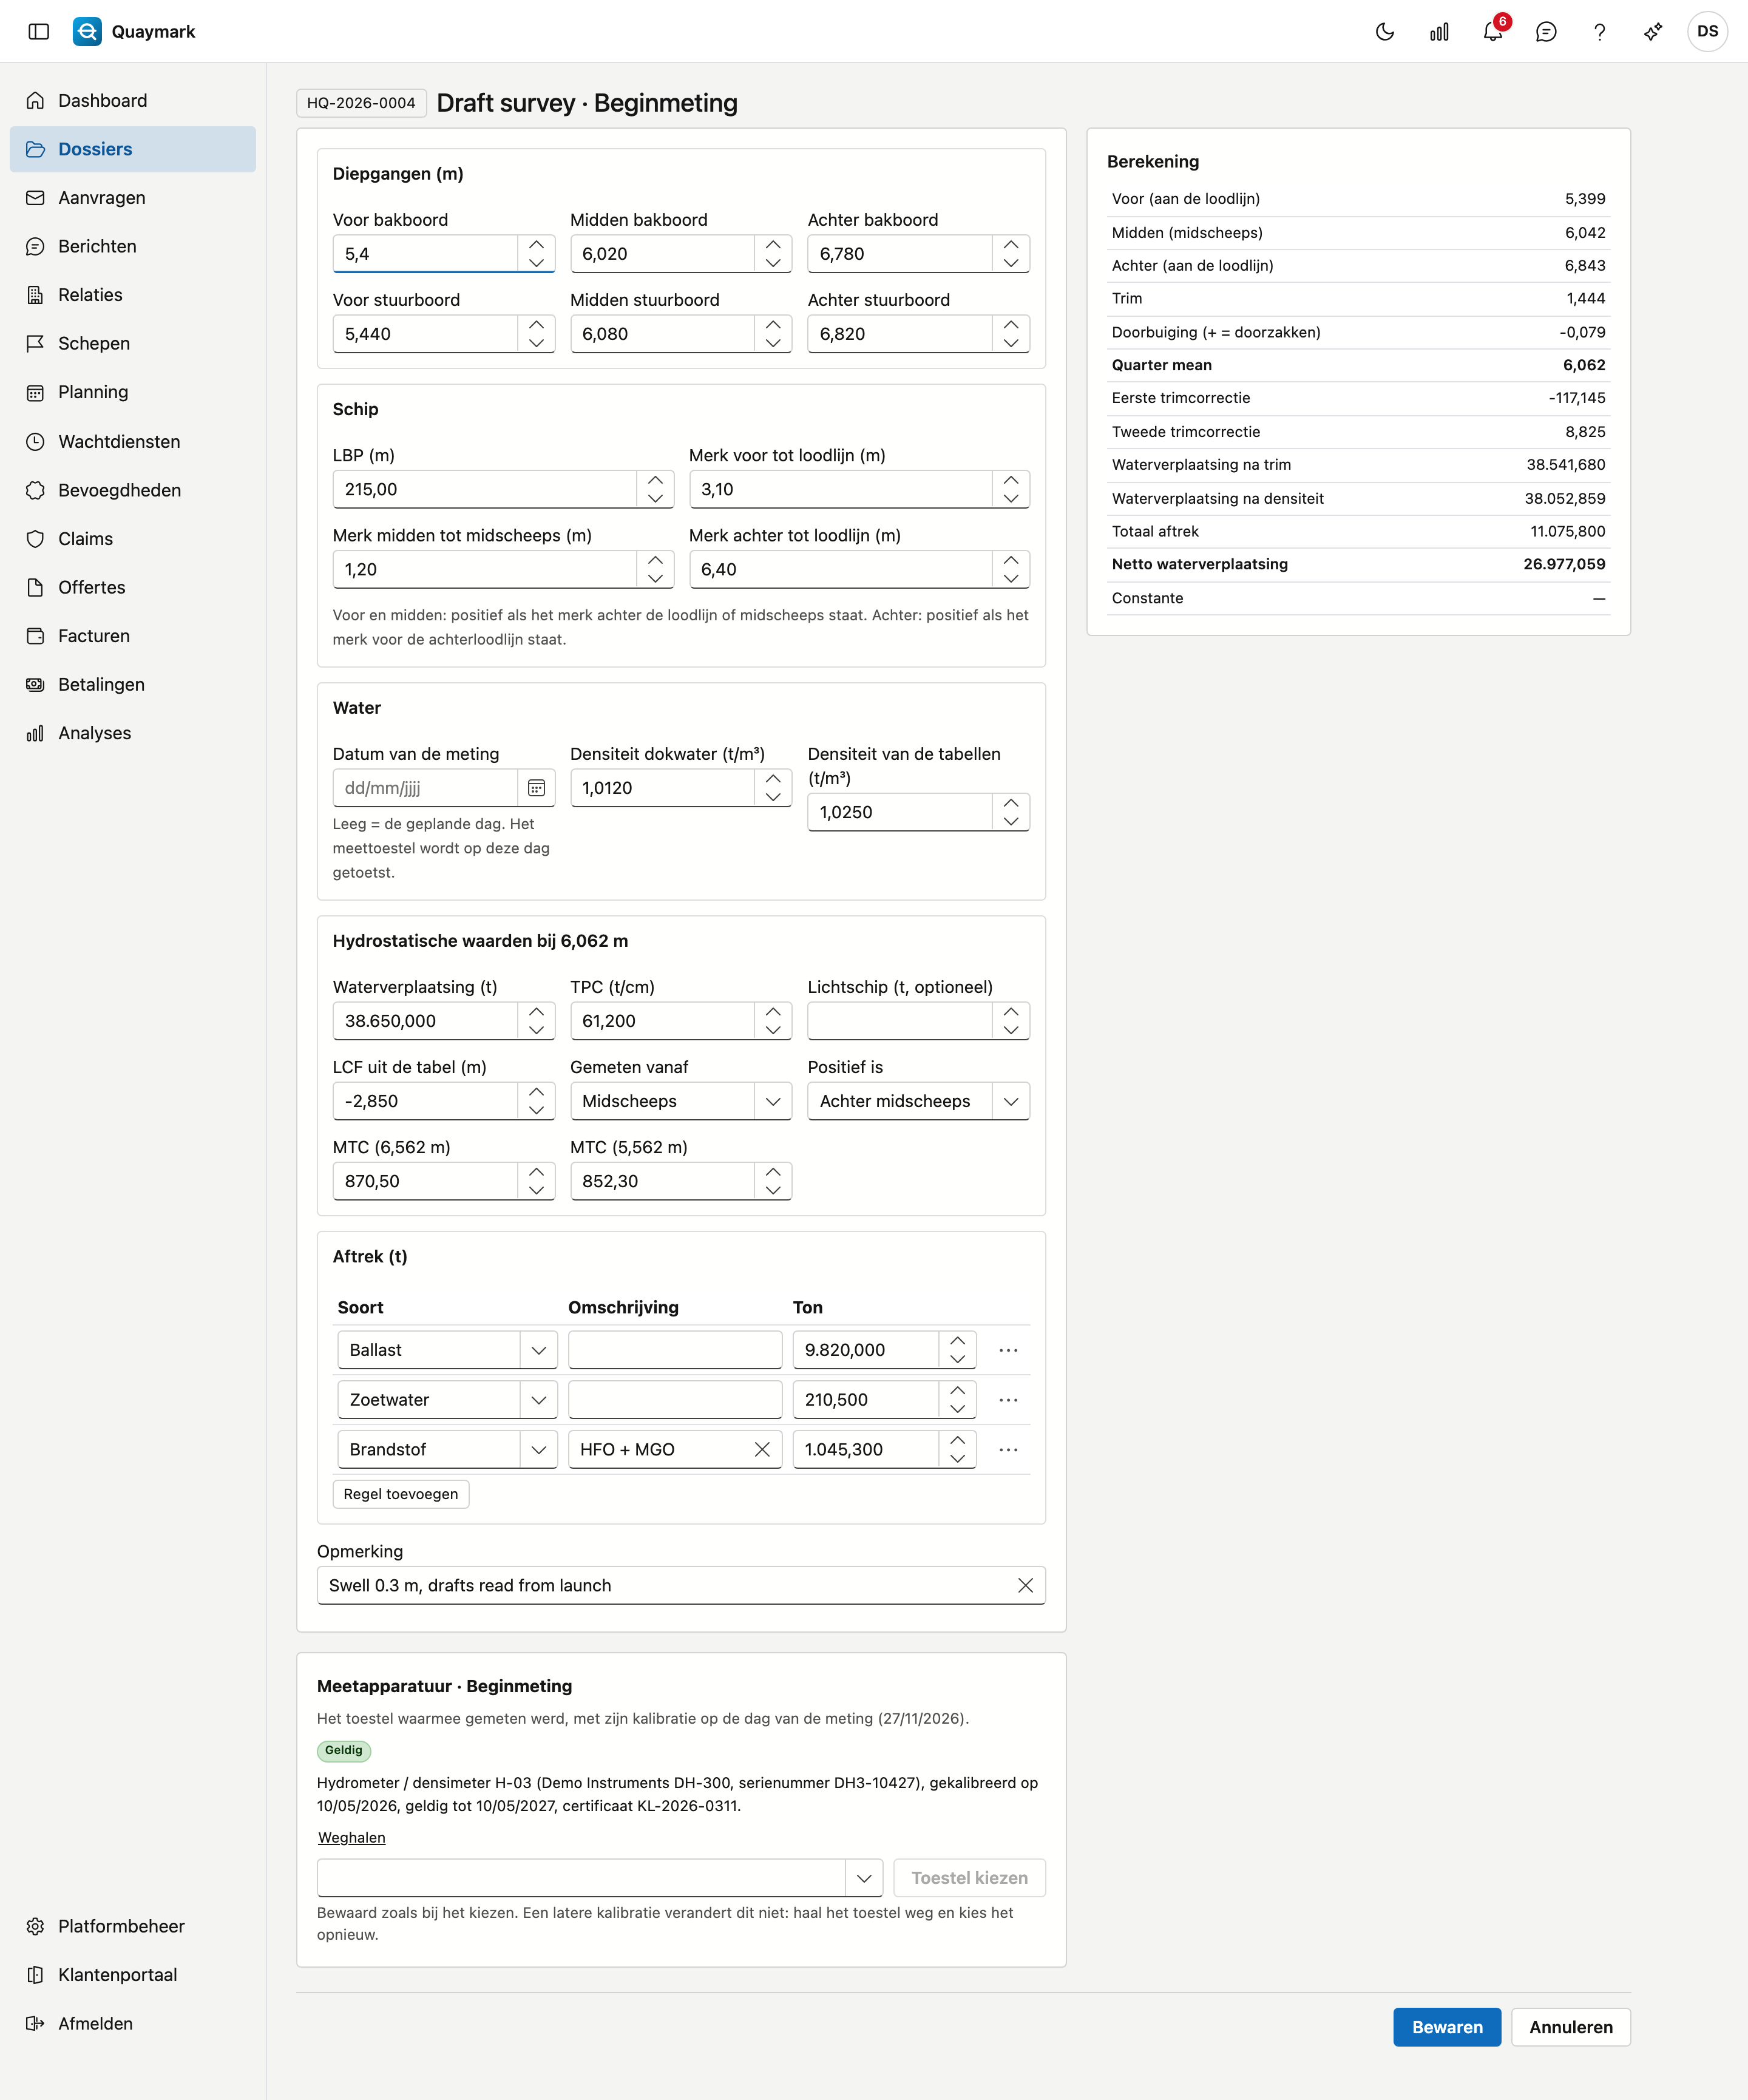 Quaymark
6
DS
Dashboard
Dossiers
Aanvragen
Berichten
Relaties
Schepen
Planning
Wachtdiensten
Bevoegdheden
Claims
Offertes
Facturen
Betalingen
Analyses
Platformbeheer
Klantenportaal
Afmelden
HQ-2026-0004 Draft survey · Beginmeting
Diepgangen (m)
Voor bakboord Midden bakboord Achter bakboord
5,4 6,020 6,780
Voor stuurboord Midden stuurboord Achter stuurboord
5,440 6,080 6,820
Schip
LBP (m) Merk voor tot loodlijn (m)
215,00 3,10
Merk midden tot midscheeps (m) Merk achter tot loodlijn (m)
1,20 6,40
Voor en midden: positief als het merk achter de loodlijn of midscheeps staat. Achter: positief als het
merk voor de achterloodlijn staat.
Water
Datum van de meting Densiteit dokwater (t/m³) Densiteit van de tabellen
(t/m³)
dd/mm/jjjj 1,0120 1,0250
Leeg = de geplande dag. Het
meettoestel wordt op deze dag
getoetst.
Hydrostatische waarden bij 6,062 m
Waterverplaatsing (t) TPC (t/cm) Lichtschip (t, optioneel)
38.650,000 61,200
LCF uit de tabel (m) Gemeten vanaf Positief is
-2,850 Midscheeps Achter midscheeps
MTC (6,562 m) MTC (5,562 m)
870,50 852,30
Aftrek (t)
Soort Omschrijving Ton
Ballast 9.820,000
Zoetwater 210,500
Brandstof HFO + MGO 1.045,300
Regel toevoegen
Opmerking
Swell 0.3 m, drafts read from launch
Meetapparatuur · Beginmeting
Het toestel waarmee gemeten werd, met zijn kalibratie op de dag van de meting (27/11/2026).
Geldig
Hydrometer / densimeter H-03 (Demo Instruments DH-300, serienummer DH3-10427), gekalibreerd op
10/05/2026, geldig tot 10/05/2027, certificaat KL-2026-0311.
Weghalen
Toestel kiezen
Bewaard zoals bij het kiezen. Een latere kalibratie verandert dit niet: haal het toestel weg en kies het
opnieuw.
Berekening
Voor (aan de loodlijn) 5,399
Midden (midscheeps) 6,042
Achter (aan de loodlijn) 6,843
Trim 1,444
Doorbuiging (+ = doorzakken) -0,079
Quarter mean 6,062
Eerste trimcorrectie -117,145
Tweede trimcorrectie 8,825
Waterverplaatsing na trim 38.541,680
Waterverplaatsing na densiteit 38.052,859
Totaal aftrek 11.075,800
Netto waterverplaatsing 26.977,059
Constante —
Bewaren Annuleren